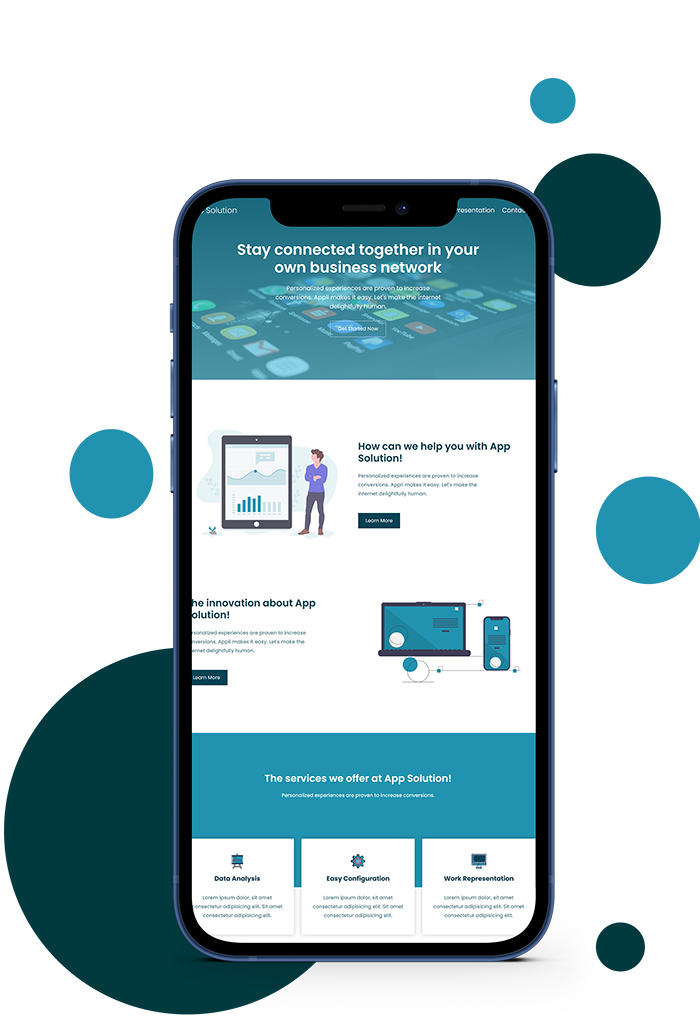 Solution
resentation Contac
Stay connected together in your
own business network
Personalized experiences are proven to increase
conversions. Appli makes it easy. Let's make the internet
delightfully human.
Get Started Now
How can we help you with App
Solution!
Personalized experiences are proven to increase
conversions. Appli makes it easy. Let's make the
internet delightfully human.
Learn More
he innovation about App
olution!
rsonalized experiences are proven to increase
nversions. Appli makes it easy. Let's make the
ernet delightfully human.
Learn More
The services we offer at App Solution!
Personalized experiences are proven to increase conversions.
Data Analysis
Lorem ipsum dolor, sit amet
consectetur adipisicing elit. Sit amet
consectetur adipisicing elit.
Easy Configuration
Lorem ipsum dolor, sit amet
consectetur adipisicing elit. Sit amet
consectetur adipisicing elit.
Work Representation
Lorem ipsum dolor, sit amet
consectetur adipisicing elit. Sit amet
consectetur adipisicing elit.